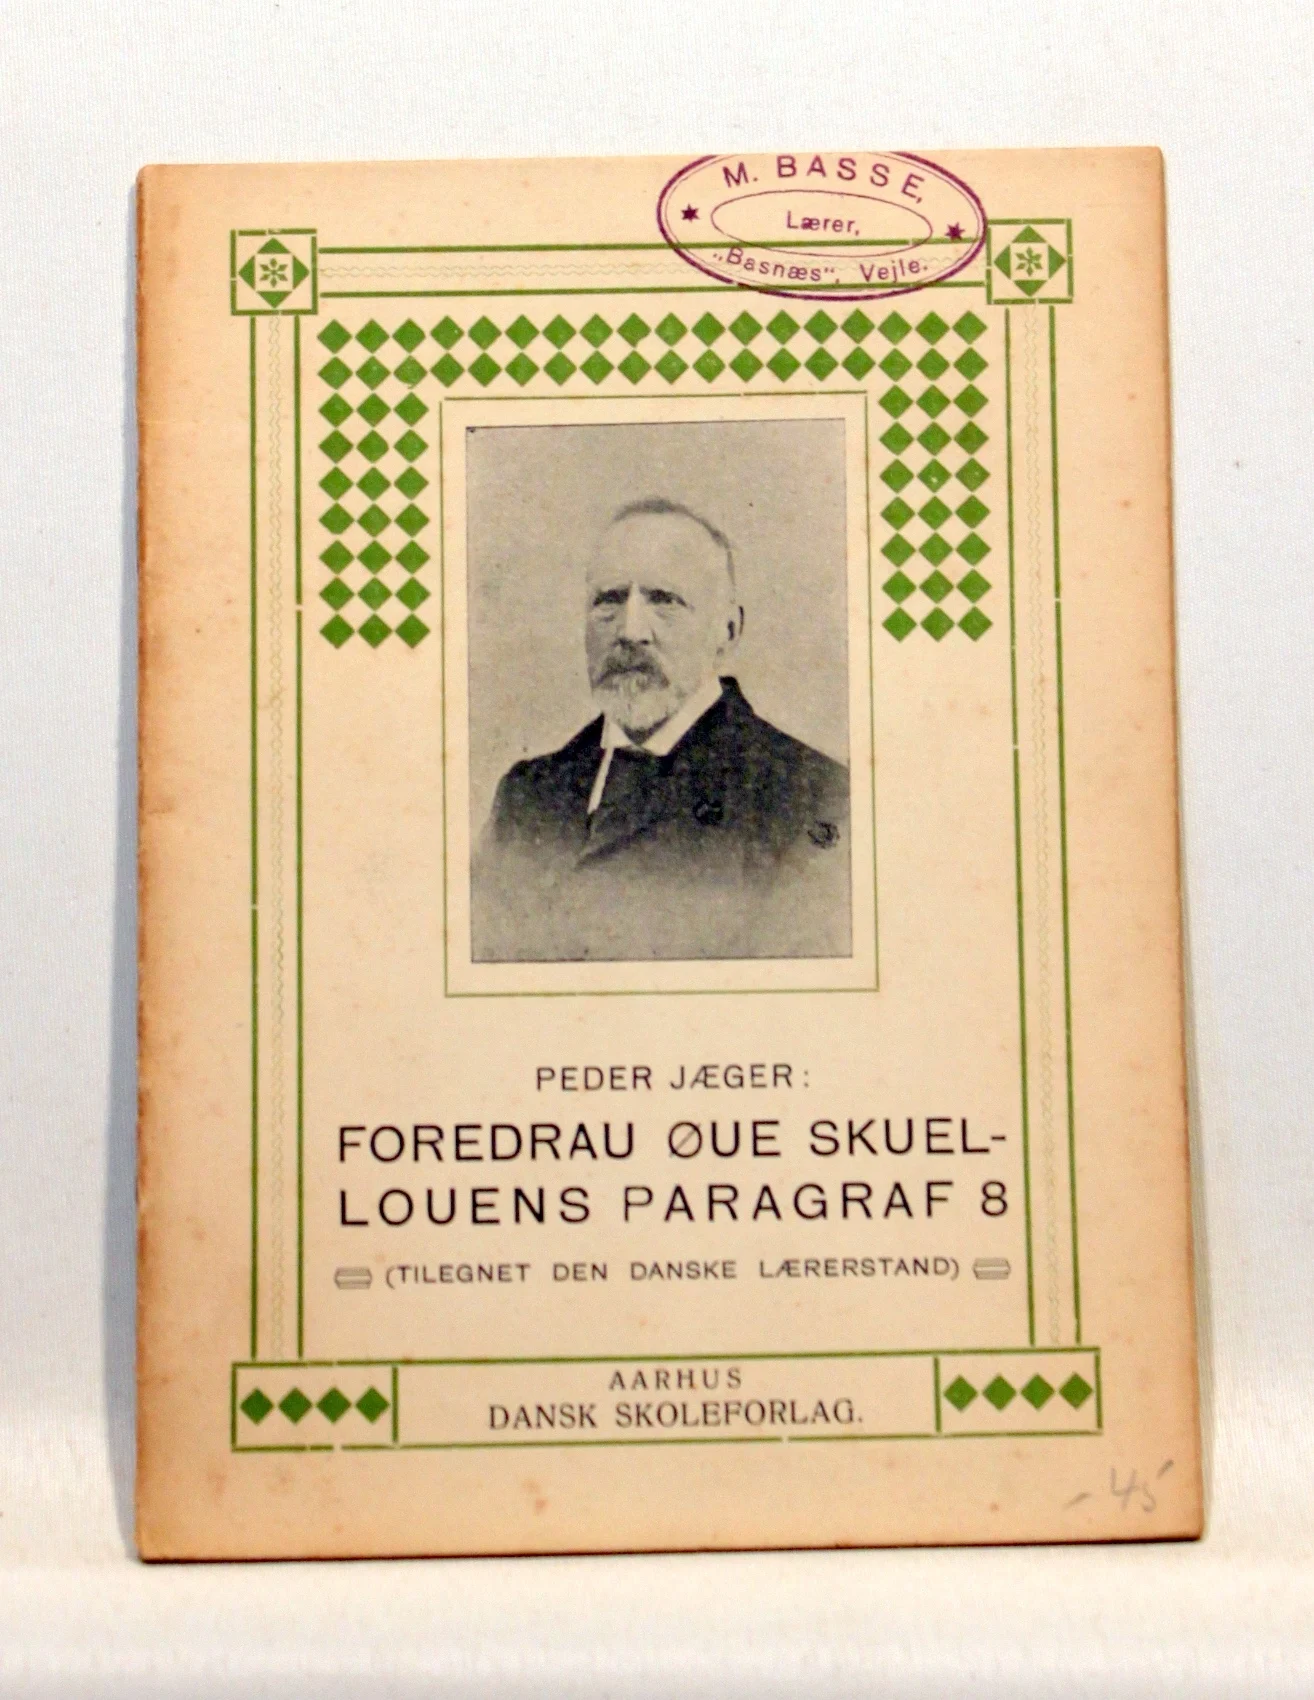 M. BASSE,
Lærer,
„Basnæs“, Vejle.
PEDER JÆGER:
FOREDRAU ØUE SKUEL-
LOUENS PARAGRAF 8
(TILEGNET DEN DANSKE LÆRERSTAND)
AARHUS
DANSK SKOLEFORLAG.
- 45